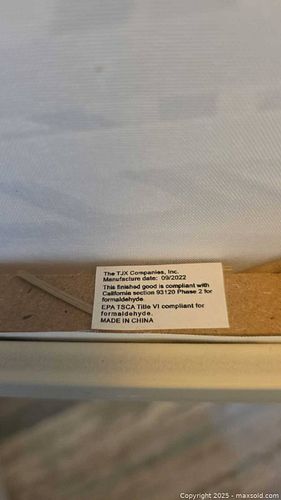 The TJX Companies, Inc.
Manufacture date: 09/2022
This finished good is compliant with
California section 93120 Phase 2 for
formaldehyde
EPA TSCA Title VI compliant for
formaldehyde.
MADE IN CHINA
Copyright 2025 - maxsold.com